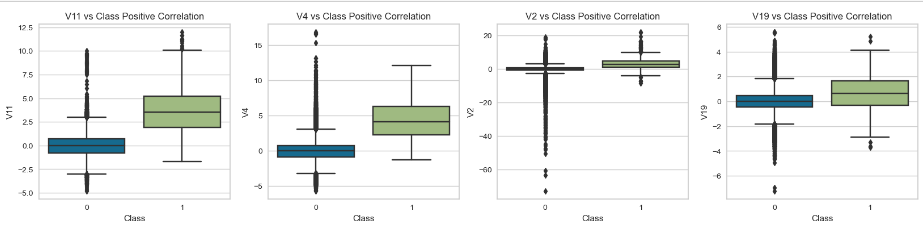 V11 vs Class Positive Correlation
12.5
10.0
7.5
5.0
2.5
0.0
−2.5
−5.0
V11
0 1
Class
V4 vs Class Positive Correlation
15
10
5
0
−5
V4
0 1
Class
V2 vs Class Positive Correlation
20
0
−20
−40
−60
V2
0 1
Class
V19 vs Class Positive Correlation
6
4
2
0
−2
−4
−6
V19
0 1
Class